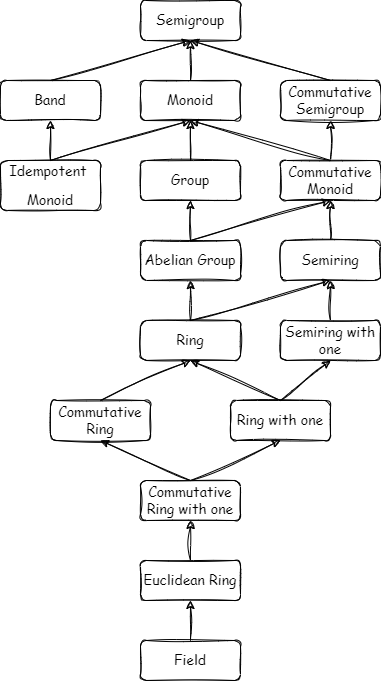 Semigroup
Band
Monoid
Commutative
Semigroup
Idempotent
Monoid
Group
Commutative
Monoid
Abelian Group
Semiring
Ring
Semiring with
one
Commutative
Ring
Ring with one
Commutative
Ring with one
Euclidean Ring
Field